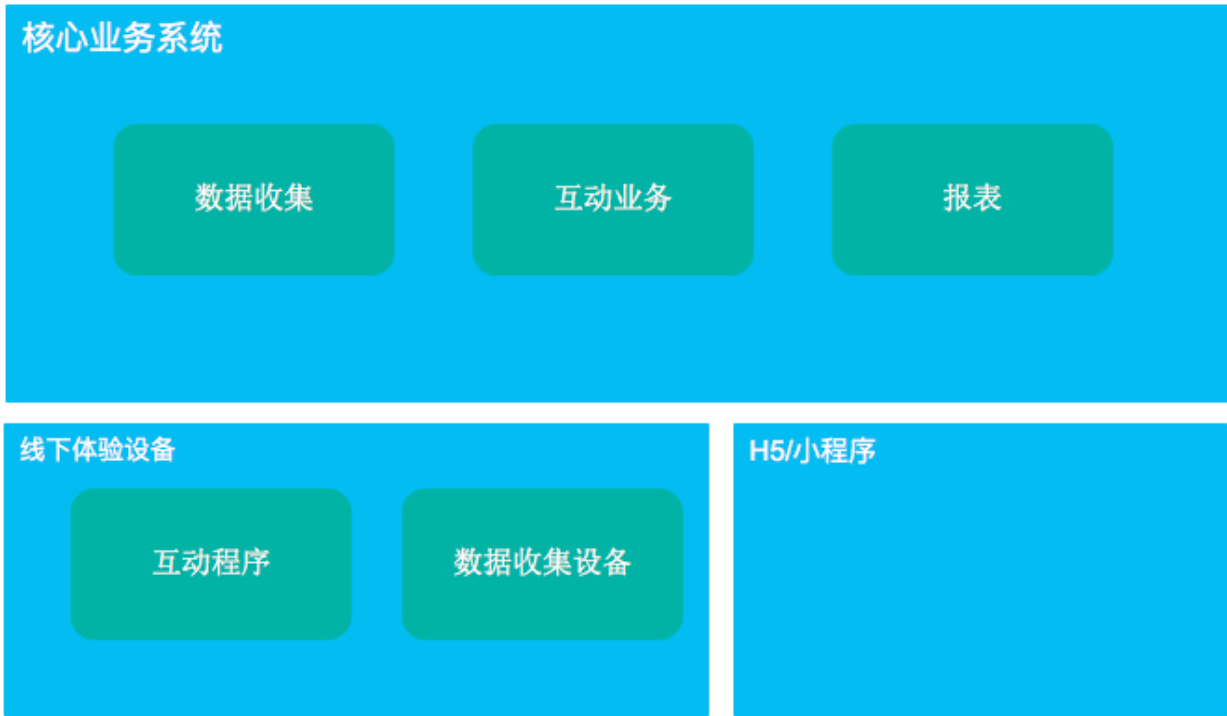 核心业务系统
数据收集
互动业务
报表
线下体验设备
H5/小程序
互动程序
数据收集设备